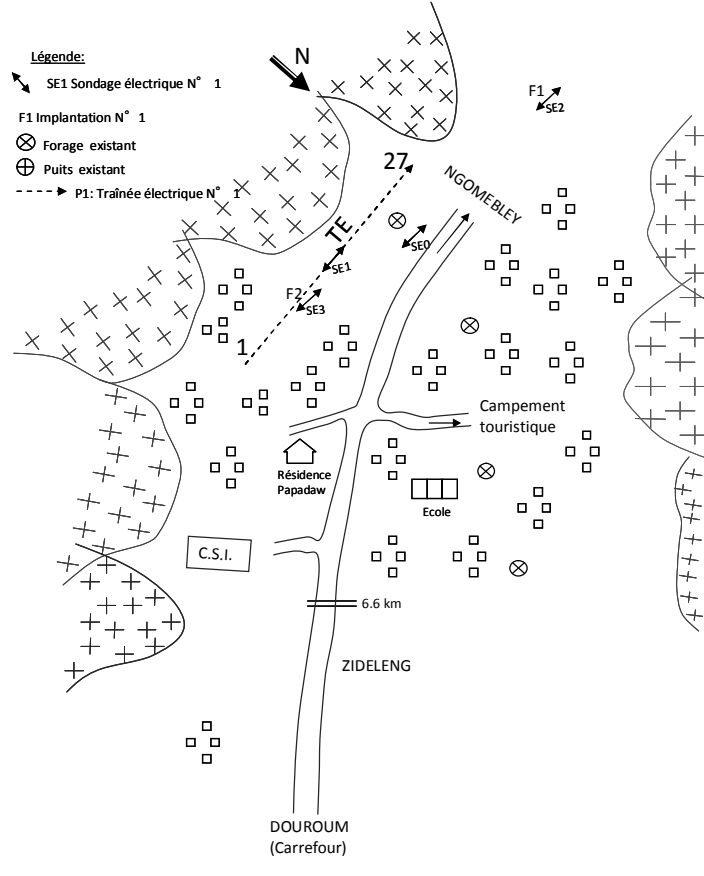 Légende:
SE1 Sondage électrique N° 1
F1 Implantation N° 1
Forage existant
Puits existant
P1: Traînée électrique N° 1
N
F1
SE2
27
NGOMEBLEY
TE
SE0
SE1
F2
SE3
1
Campement
touristique
Résidence
Papadaw
Ecole
C.S.I.
6.6 km
ZIDELENG
DOUROUM
(Carrefour)